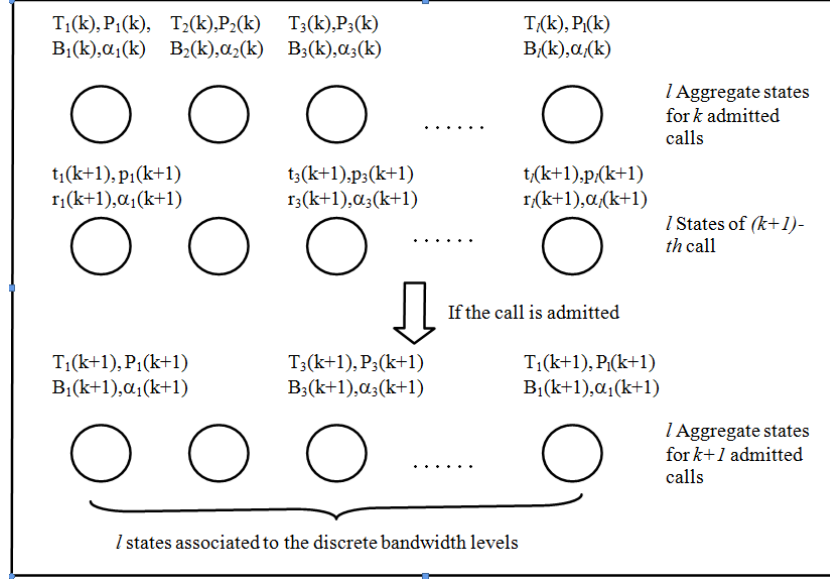 T₁(k), P₁(k), T₂(k),P₂(k) T₃(k),P₃(k) Tₗ(k), Pₗ(k)
B₁(k),α₁(k) B₂(k),α₂(k) B₃(k),α₃(k) Bₗ(k),αₗ(k)
l Aggregate states
for k admitted
calls
. . . . . .
t₁(k+1),p₁(k+1) t₃(k+1),p₃(k+1) tₗ(k+1),pₗ(k+1)
r₁(k+1),α₁(k+1) r₃(k+1),α₃(k+1) rₗ(k+1),αₗ(k+1)
l States of (k+1)-
th call
. . . . . .
If the call is admitted
T₁(k+1), P₁(k+1) T₃(k+1), P₃(k+1) T₁(k+1), Pₗ(k+1)
B₁(k+1),α₁(k+1) B₃(k+1),α₃(k+1) B₁(k+1),α₁(k+1)
l Aggregate states
for k+1 admitted
calls
. . . . . .
l states associated to the discrete bandwidth levels